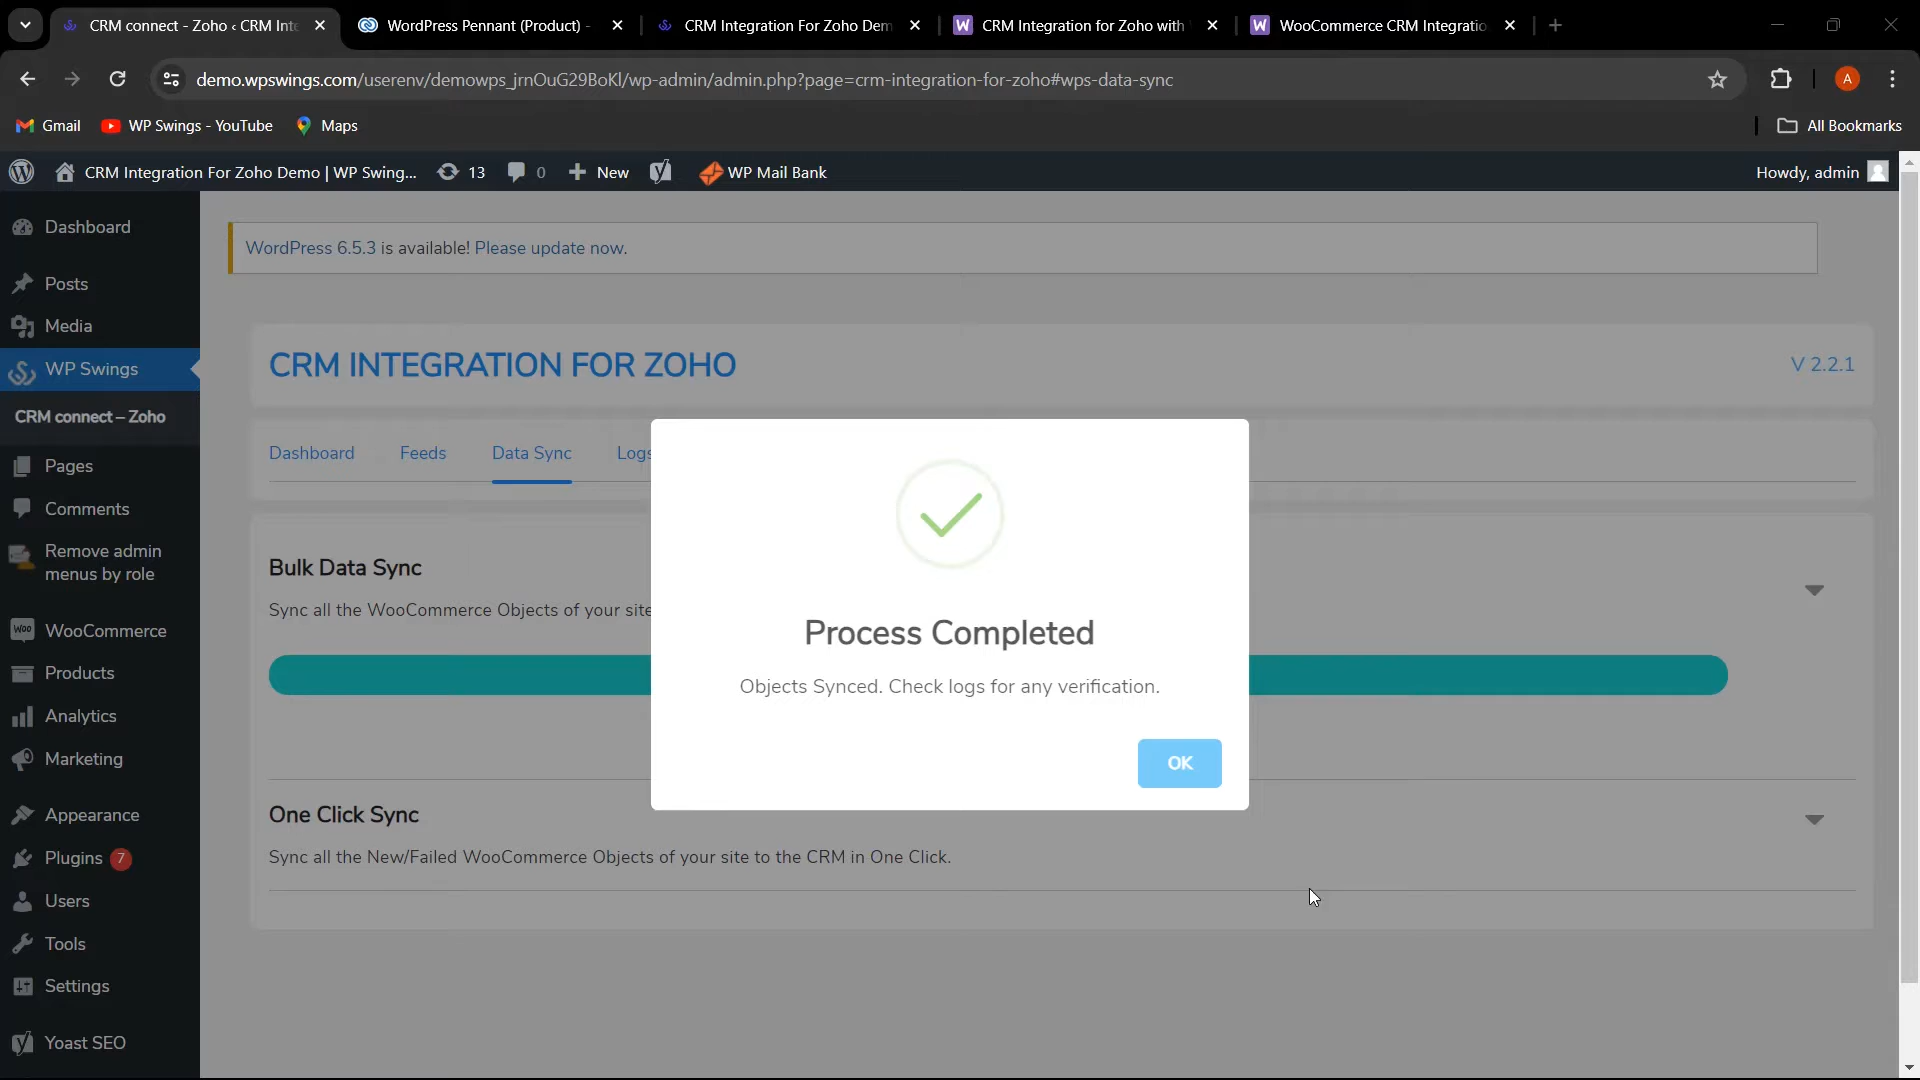 CRM connect - Zoho ‹ CRM Inte
WordPress Pennant (Product) -
CRM Integration For Zoho Dem
CRM Integration for Zoho with
WooCommerce CRM Integratio
demo.wpswings.com/userenv/demowps_jrnOuG29BoKl/wp-admin/admin.php?page=crm-integration-for-zoho#wps-data-sync
A
Gmail
WP Swings - YouTube
Maps
All Bookmarks
CRM Integration For Zoho Demo | WP Swing...
13
0
New
WP Mail Bank
Howdy, admin
Dashboard
Posts
Media
WP Swings
CRM connect – Zoho
Pages
Comments
Remove admin
menus by role
Woo
WooCommerce
Products
Analytics
Marketing
Appearance
Plugins 7
Users
Tools
Settings
Yoast SEO
WordPress 6.5.3 is available! Please update now.
CRM INTEGRATION FOR ZOHO
V 2.2.1
Dashboard
Feeds
Data Sync
Logs
Bulk Data Sync
Sync all the WooCommerce Objects of your site
Process Completed
Objects Synced. Check logs for any verification.
OK
One Click Sync
Sync all the New/Failed WooCommerce Objects of your site to the CRM in One Click.